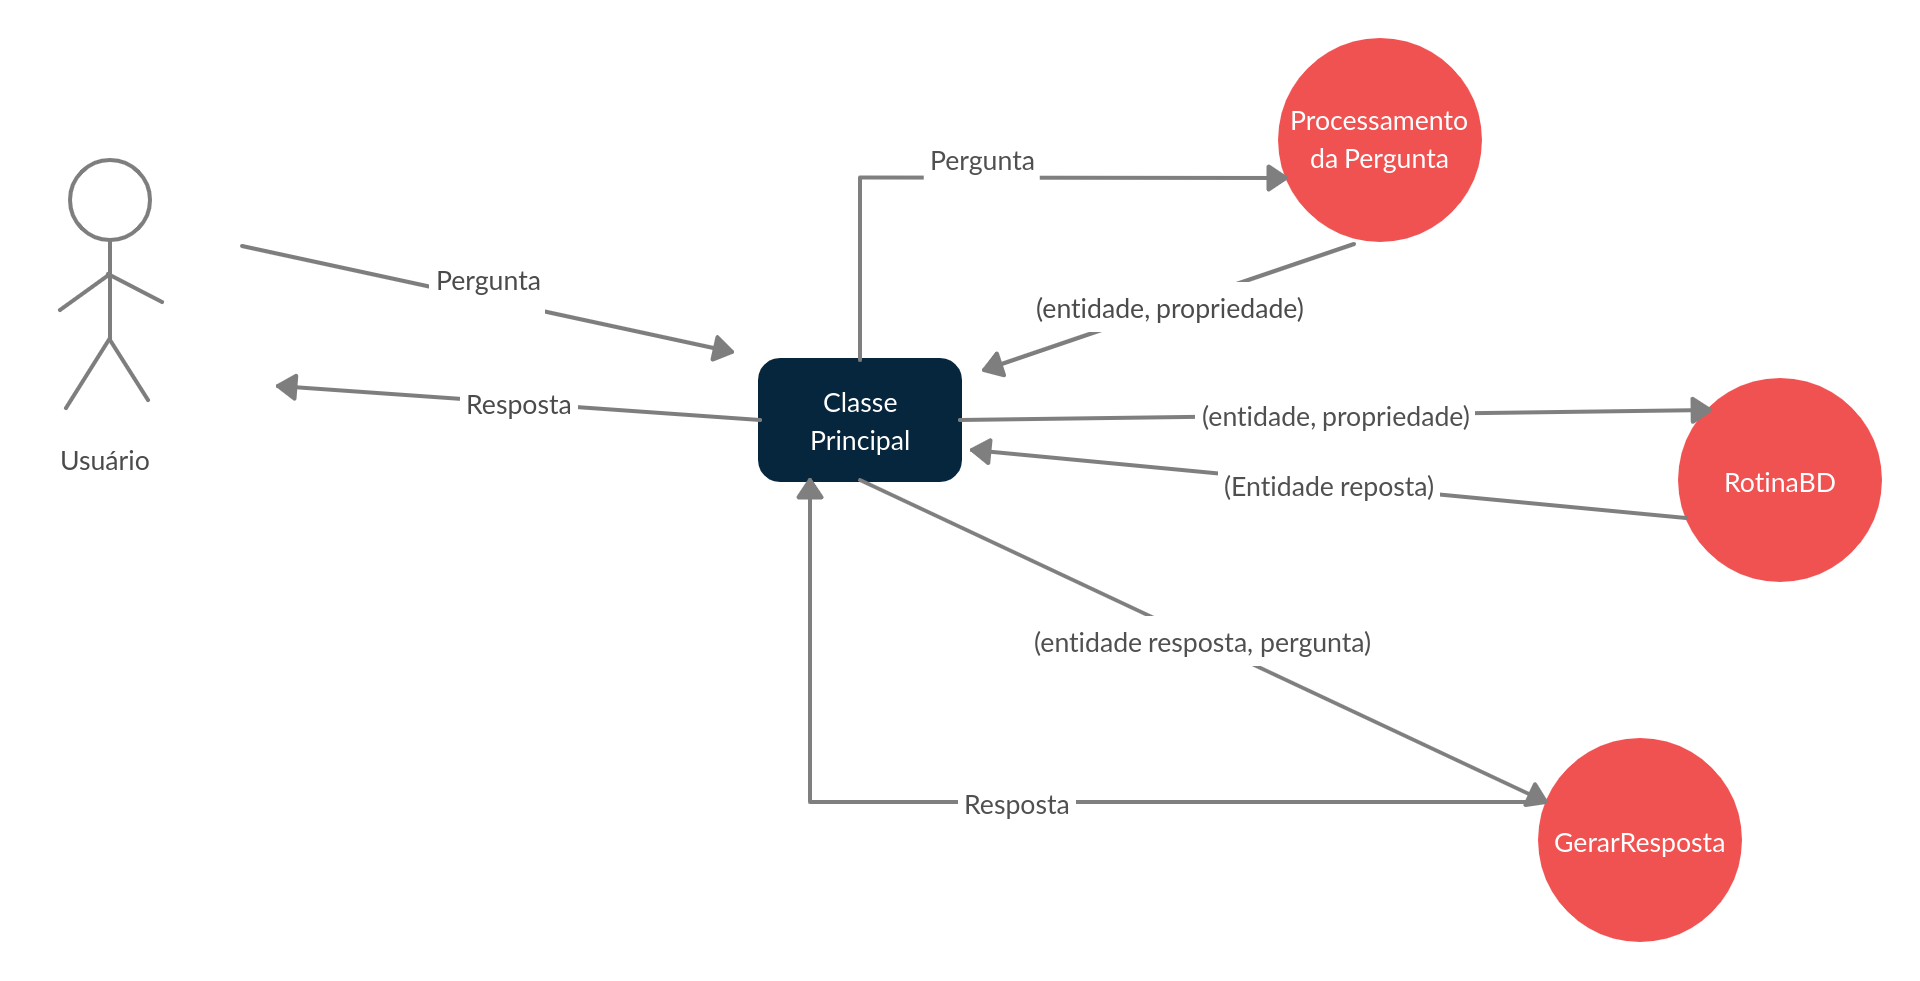 Processamento
da Pergunta
Pergunta
Pergunta
(entidade, propriedade)
Classe
Principal
Resposta
(entidade, propriedade)
Usuário
(Entidade reposta)
RotinaBD
(entidade resposta, pergunta)
Resposta
GerarResposta